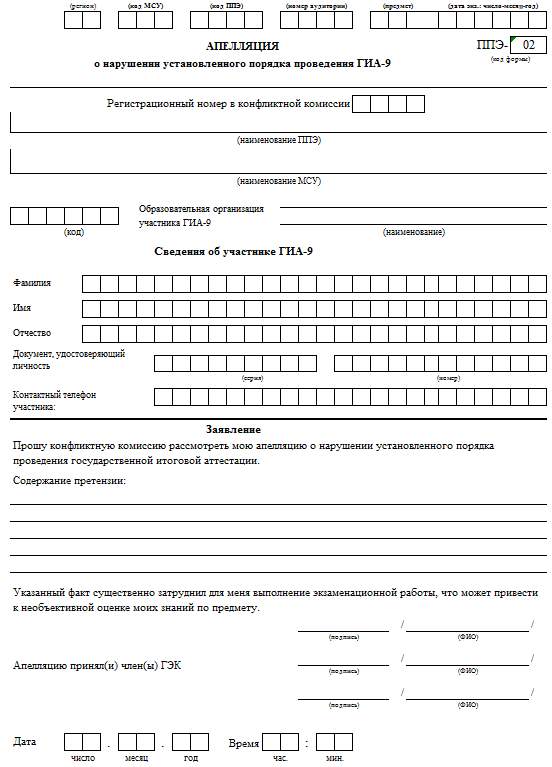 (регион) (код МСУ) (код ППЭ) (номер аудитории) (предмет) (дата экз.: число-месяц-год)
АПЕЛЛЯЦИЯ ППЭ- 02
о нарушении установленного порядка проведения ГИА-9 (код формы)
Регистрационный номер в конфликтной комиссии
(наименование ППЭ)
(наименование МСУ)
Образовательная организация
участника ГИА-9
(код) (наименование)
Сведения об участнике ГИА-9
Фамилия
Имя
Отчество
Документ, удостоверяющий
личность
(серия) (номер)
Контактный телефон
участника:
Заявление
Прошу конфликтную комиссию рассмотреть мою апелляцию о нарушении установленного порядка
проведения государственной итоговой аттестации.
Содержание претензии:
Указанный факт существенно затруднил для меня выполнение экзаменационной работы, что может привести
к необъективной оценке моих знаний по предмету.
/ /
(подпись) (ФИО)
Апелляцию принял(и) член(ы) ГЭК / /
(подпись) (ФИО)
/ /
(подпись) (ФИО)
Дата . . Время :
число месяц год час. мин.